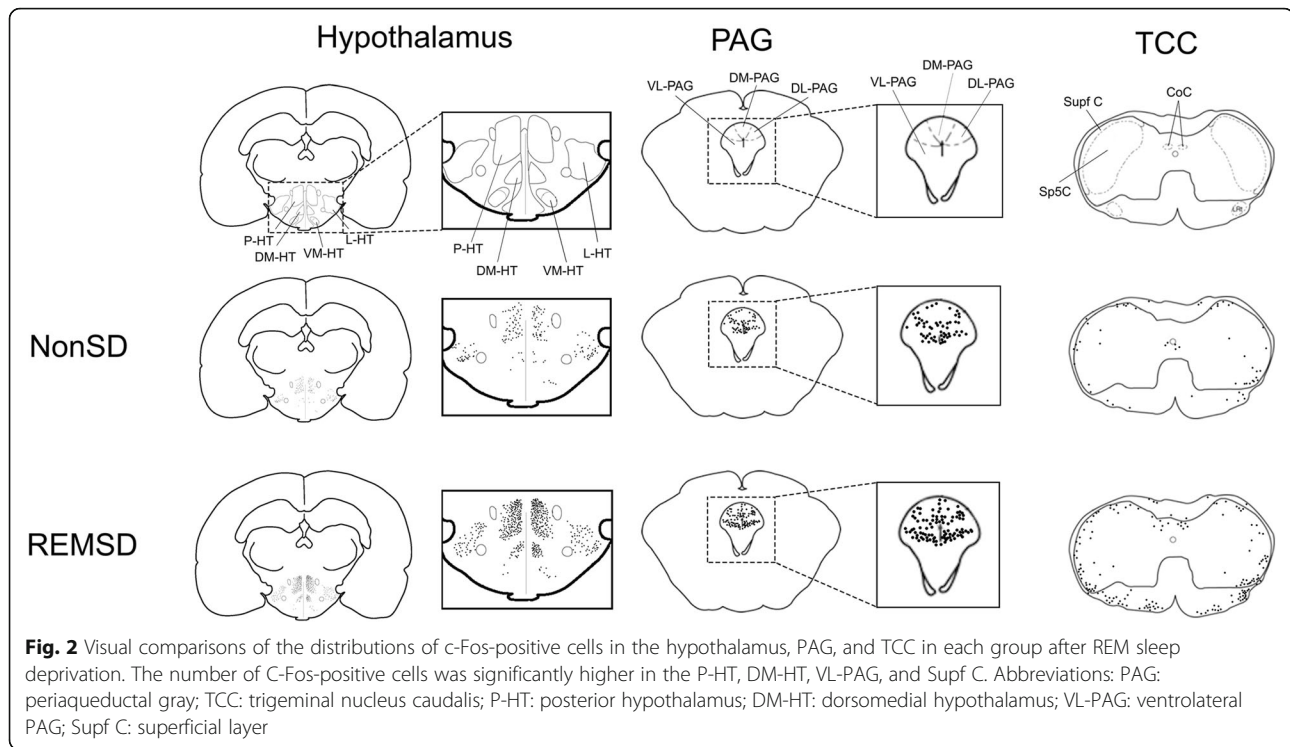 Hypothalamus
PAG
TCC
P-HT
DM-HT
VM-HT
L-HT
P-HT
DM-HT
VM-HT
L-HT
VL-PAG
DM-PAG
DL-PAG
VL-PAG
DM-PAG
DL-PAG
Supf C
CoC
Sp5C
NonSD
REMSD
Fig. 2 Visual comparisons of the distributions of c-Fos-positive cells in the hypothalamus, PAG, and TCC in each group after REM sleep
deprivation. The number of C-Fos-positive cells was significantly higher in the P-HT, DM-HT, VL-PAG, and Supf C. Abbreviations: PAG:
periaqueductal gray; TCC: trigeminal nucleus caudalis; P-HT: posterior hypothalamus; DM-HT: dorsomedial hypothalamus; VL-PAG: ventrolateral
PAG; Supf C: superficial layer